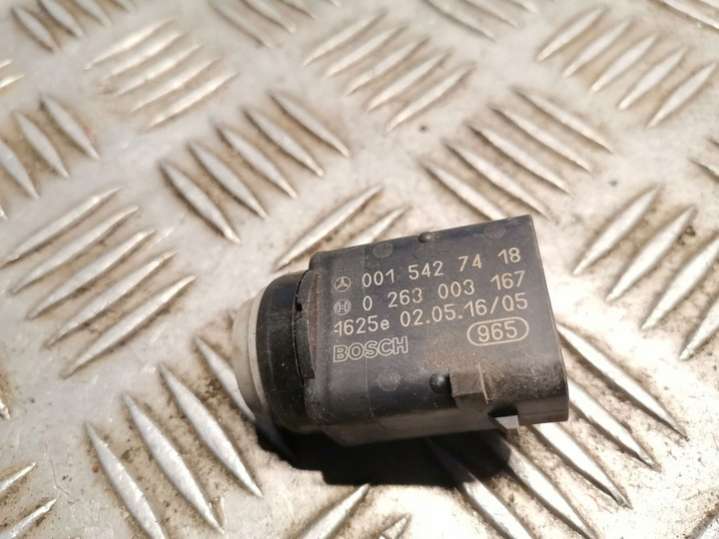 001 542 74 18
0 263 003 167
1625e 02.05.16/05
BOSCH 965